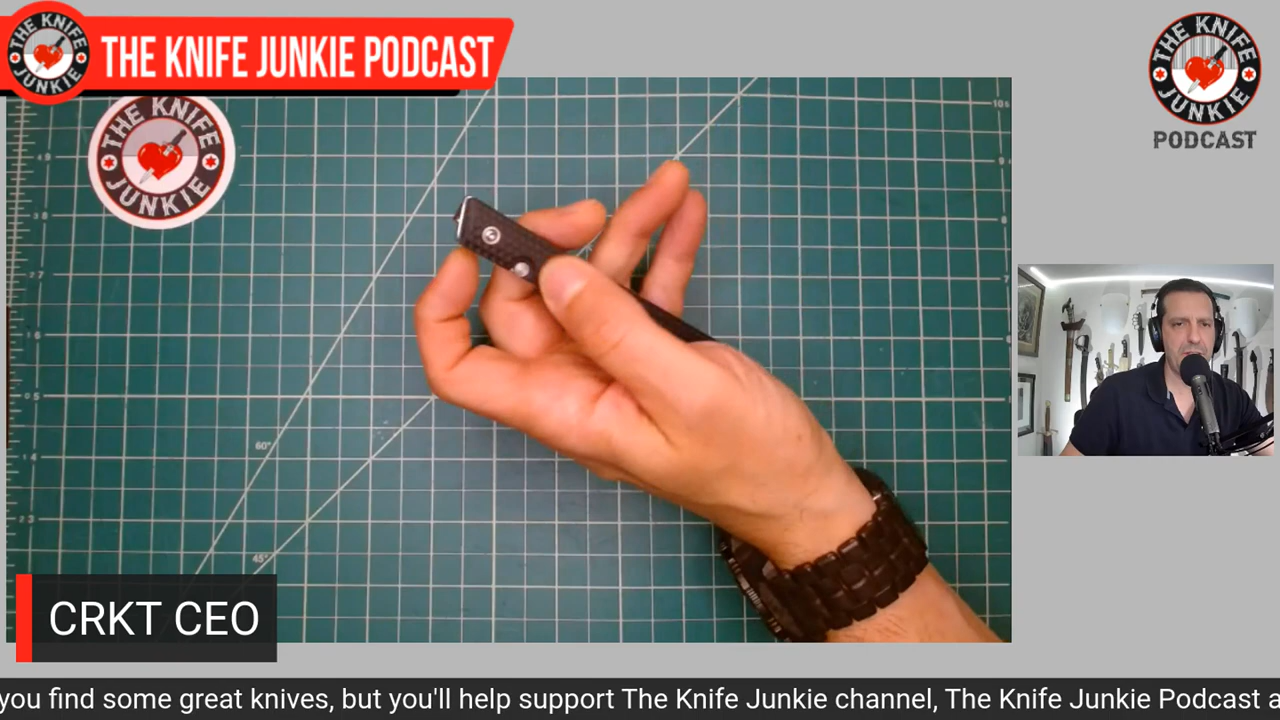 THE KNIFE JUNKIE
THE KNIFE JUNKIE PODCAST
THE KNIFE JUNKIE
PODCAST
THE KNIFE JUNKIE
60°
45°
CRKT CEO
you find some great knives, but you'll help support The Knife Junkie channel, The Knife Junkie Podcast a